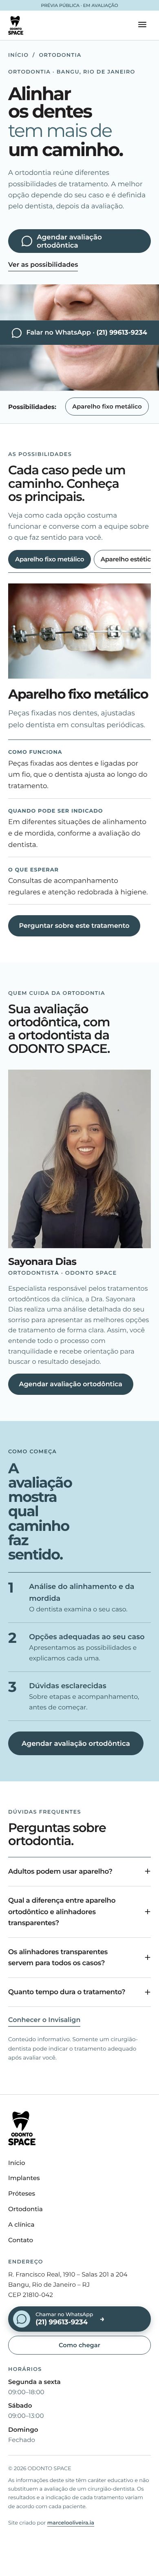 PRÉVIA PÚBLICA · EM AVALIAÇÃO
ODONTO
SPACE
INÍCIO / ORTODONTIA
ORTODONTIA · BANGU, RIO DE JANEIRO
Alinhar
os dentes
tem mais de
um caminho.
A ortodontia reúne diferentes
possibilidades de tratamento. A melhor
opção depende do seu caso e é definida
pelo dentista, depois da avaliação.
Agendar avaliação
ortodôntica
Ver as possibilidades
Falar no WhatsApp · (21) 99613-9234
Possibilidades:
Aparelho fixo metálico
AS POSSIBILIDADES
Cada caso pede um
caminho. Conheça
os principais.
Veja como cada opção costuma
funcionar e converse com a equipe sobre
o que faz sentido para você.
Aparelho fixo metálico
Aparelho estétic
Aparelho fixo metálico
Peças fixadas nos dentes, ajustadas
pelo dentista em consultas periódicas.
COMO FUNCIONA
Peças fixadas aos dentes e ligadas por
um fio, que o dentista ajusta ao longo do
tratamento.
QUANDO PODE SER INDICADO
Em diferentes situações de alinhamento
e de mordida, conforme a avaliação do
dentista.
O QUE ESPERAR
Consultas de acompanhamento
regulares e atenção redobrada à higiene.
Perguntar sobre este tratamento
QUEM CUIDA DA ORTODONTIA
Sua avaliação
ortodôntica, com
a ortodontista da
ODONTO SPACE.
Sayonara Dias
ORTODONTISTA · ODONTO SPACE
Especialista responsável pelos tratamentos
ortodônticos da clínica, a Dra. Sayonara
Dias realiza uma análise detalhada do seu
sorriso para apresentar as melhores opções
de tratamento de forma clara. Assim, você
entende todo o processo com
tranquilidade e recebe orientação para
buscar o resultado desejado.
Agendar avaliação ortodôntica
COMO COMEÇA
A
avaliação
mostra
qual
caminho
faz
sentido.
1
Análise do alinhamento e da
mordida
O dentista examina o seu caso.
2
Opções adequadas ao seu caso
Apresentamos as possibilidades e
explicamos cada uma.
3
Dúvidas esclarecidas
Sobre etapas e acompanhamento,
antes de começar.
Agendar avaliação ortodôntica
DÚVIDAS FREQUENTES
Perguntas sobre
ortodontia.
Adultos podem usar aparelho? +
Qual a diferença entre aparelho
ortodôntico e alinhadores
transparentes? +
Os alinhadores transparentes
servem para todos os casos? +
Quanto tempo dura o tratamento? +
Conhecer o Invisalign
Conteúdo informativo. Somente um cirurgião-
dentista pode indicar o tratamento adequado
após avaliar você.
ODONTO
SPACE
Início
Implantes
Próteses
Ortodontia
A clínica
Contato
ENDEREÇO
R. Francisco Real, 1910 – Salas 201 a 204
Bangu, Rio de Janeiro – RJ
CEP 21810-042
Chamar no WhatsApp
(21) 99613-9234 →
Como chegar
HORÁRIOS
Segunda a sexta
09:00–18:00
Sábado
09:00–13:00
Domingo
Fechado
© 2026 ODONTO SPACE
As informações deste site têm caráter educativo e não
substituem a avaliação de um cirurgião-dentista. Os
resultados e a indicação de cada tratamento variam
de acordo com cada paciente.
Site criado por marcelooliveira.ia